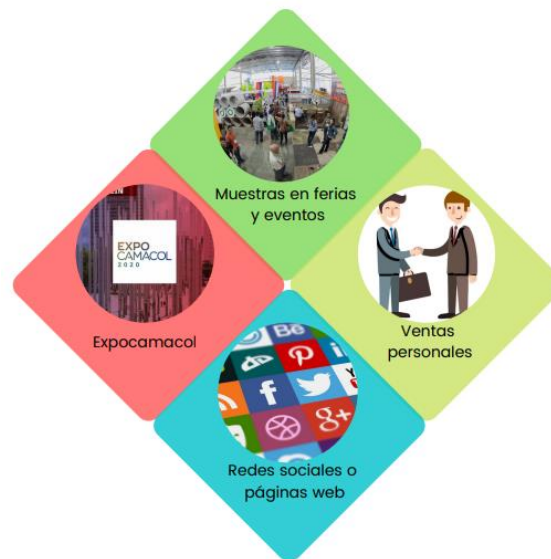 Muestras en ferias
y eventos
EXPO
CAMACOL
2020
Expocamacol
Ventas
personales
Redes sociales o
páginas web